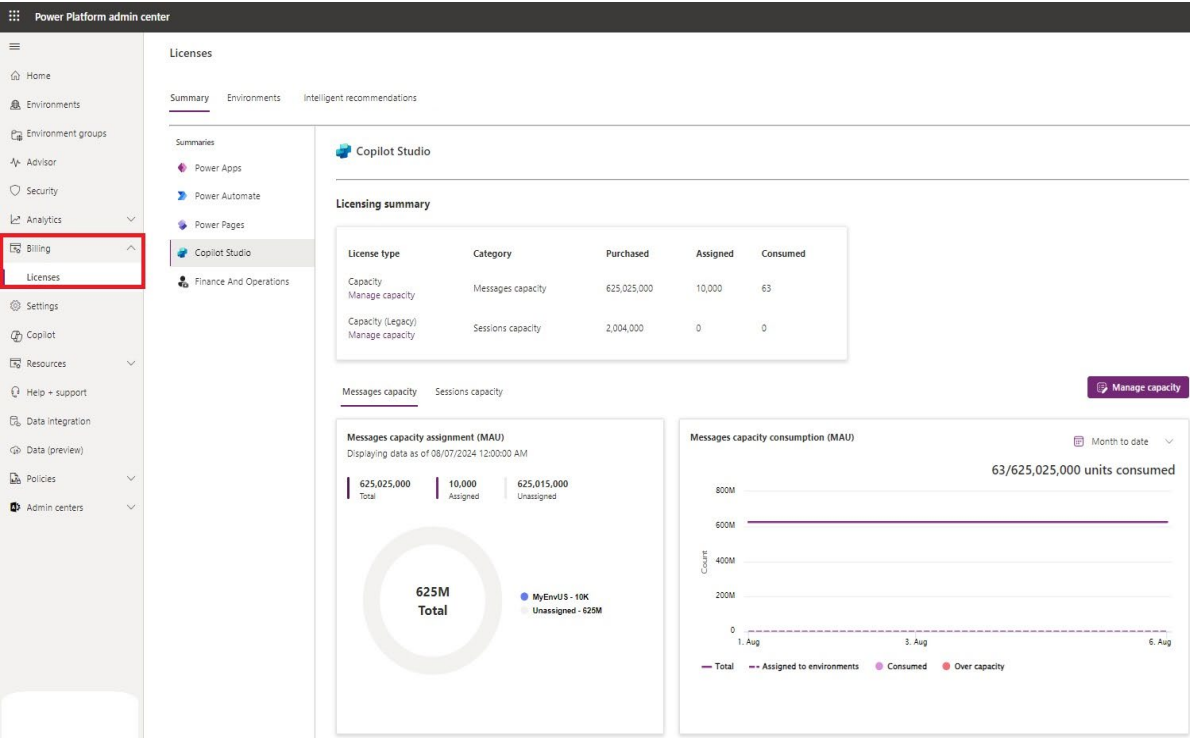 Power Platform admin center
Home
Environments
Environment groups
Advisor
Security
Analytics
Billing
Licenses
Settings
Copilot
Resources
Help + support
Data integration
Data (preview)
Policies
Admin centers
Licenses
Summary Environments Intelligent recommendations
Summaries
Power Apps
Power Automate
Power Pages
Copilot Studio
Finance And Operations
Copilot Studio
Licensing summary
License type Category Purchased Assigned Consumed
Capacity
Manage capacity Messages capacity 625,025,000 10,000 63
Capacity (Legacy)
Manage capacity Sessions capacity 2,004,000 0 0
Messages capacity Sessions capacity
Manage capacity
Messages capacity assignment (MAU)
Displaying data as of 08/07/2024 12:00:00 AM
625,025,000 10,000 625,015,000
Total Assigned Unassigned
625M
Total
MyEnvUS - 10K
Unassigned - 625M
Messages capacity consumption (MAU)
Month to date
63/625,025,000 units consumed
Count
800M
600M
400M
200M
0
1. Aug 3. Aug 6. Aug
Total Assigned to environments Consumed Over capacity